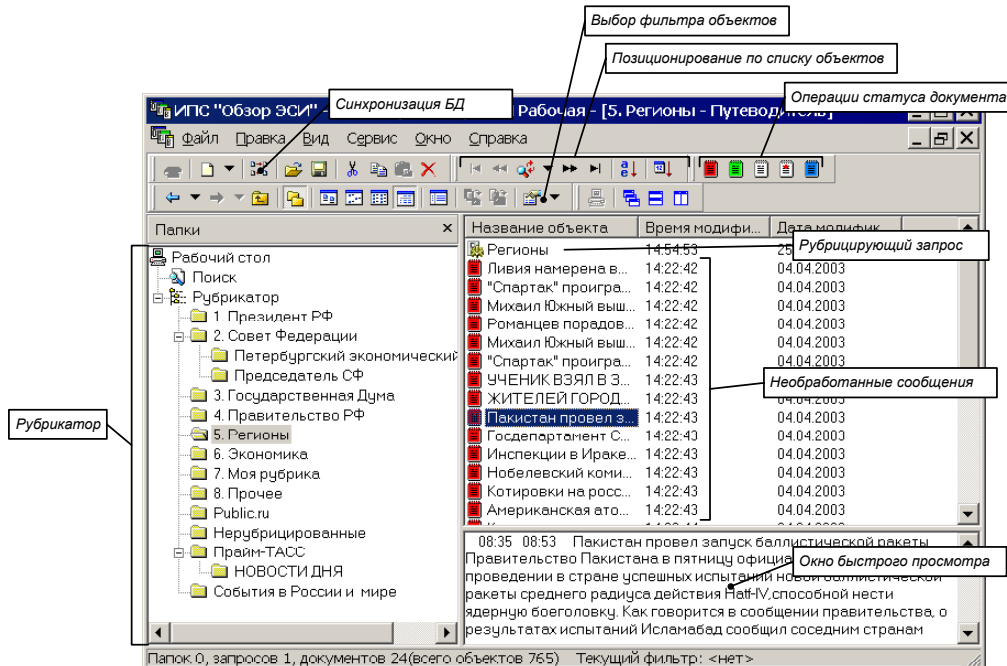 Выбор фильтра объектов
Позиционирование по списку объектов
Синхронизация БД
Операции статуса документа
ИПС "Обзор ЭСИ" - Рабочая - [5. Регионы - Путеводитель]
Файл Правка Вид Сервис Окно Справка
Папки
Рабочий стол
Поиск
Рубрикатор
1. Президент РФ
2. Совет Федерации
Петербургский экономический
Председатель СФ
3. Государственная Дума
4. Правительство РФ
5. Регионы
6. Экономика
7. Моя рубрика
8. Прочее
Public.ru
Нерубрицированные
Прайм-ТАСС
НОВОСТИ ДНЯ
События в России и мире
Рубрикатор
Название объекта Время модифи... Дата модифик...
Регионы 14:54:53 25
Рубрицирующий запрос
Ливия намерена в... 14:22:42 04.04.2003
"Спартак" проигра... 14:22:42 04.04.2003
Михаил Южный выш... 14:22:42 04.04.2003
Романцев порадов... 14:22:42 04.04.2003
Михаил Южный выш... 14:22:42 04.04.2003
"Спартак" проигра... 14:22:42 04.04.2003
УЧЕНИК ВЗЯЛ В З... 14:22:43 04.04.2003
ЖИТЕЛЕЙ ГОРОД... 14:22:43 04.04.2003
Пакистан провел з... 14:22:43 04.04.2003
Госдепартамент С... 14:22:43 04.04.2003
Инспекции в Ираке... 14:22:43 04.04.2003
Нобелевский коми... 14:22:43 04.04.2003
Котировки на росс... 14:22:43 04.04.2003
Американская ато... 14:22:43 04.04.2003
Необработанные сообщения
08:35 08:53 Пакистан провел запуск баллистической ракеты
Правительство Пакистана в пятницу офици
проведении в стране успешных испытаний новой баллистической
ракеты среднего радиуса действия Hatf-IV,способной нести
ядерную боеголовку. Как говорится в сообщении правительства, о
результатах испытаний Исламабад сообщил соседним странам
Окно быстрого просмотра
Папок 0, запросов 1, документов 24(всего объектов 765) Текущий фильтр: <нет>